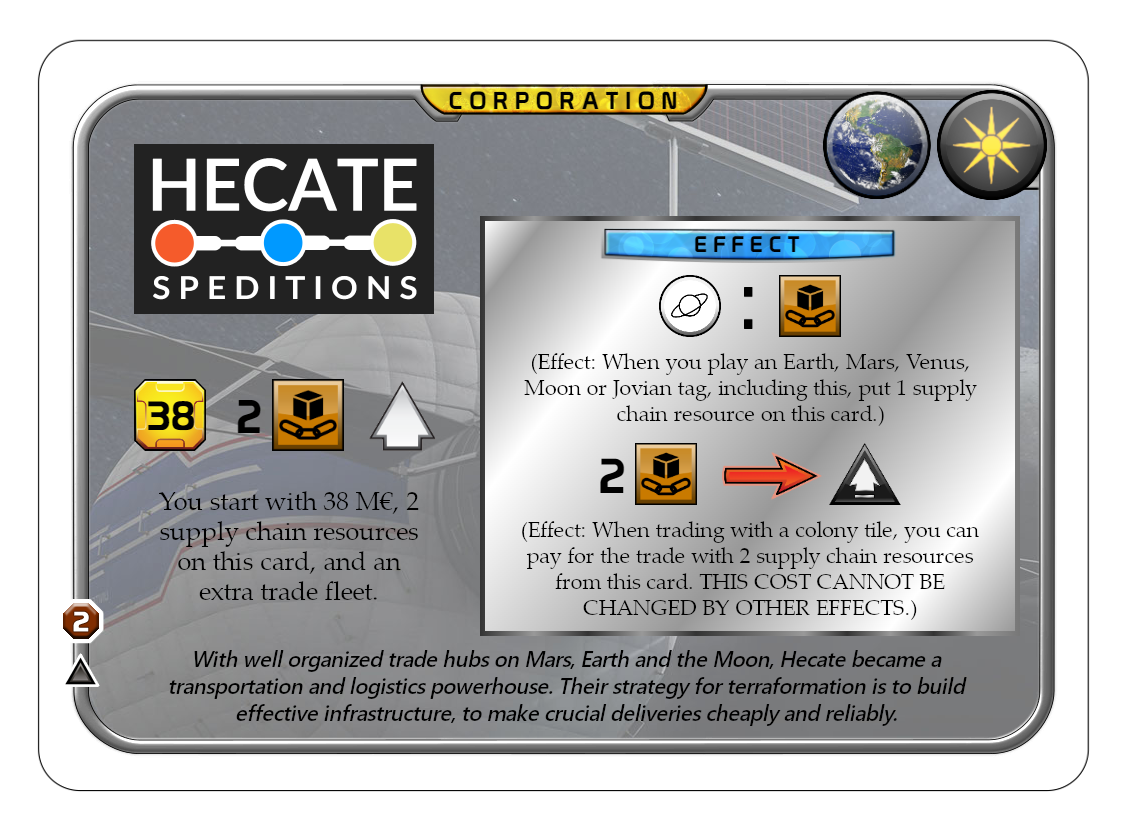 CORPORATION
HECATE
SPEDITIONS
38 2
You start with 38 M€, 2
supply chain resources
on this card, and an
extra trade fleet.
EFFECT
:
(Effect: When you play an Earth, Mars, Venus,
Moon or Jovian tag, including this, put 1 supply
chain resource on this card.)
2
(Effect: When trading with a colony tile, you can
pay for the trade with 2 supply chain resources
from this card. THIS COST CANNOT BE
CHANGED BY OTHER EFFECTS.)
2
With well organized trade hubs on Mars, Earth and the Moon, Hecate became a
transportation and logistics powerhouse. Their strategy for terraformation is to build
effective infrastructure, to make crucial deliveries cheaply and reliably.